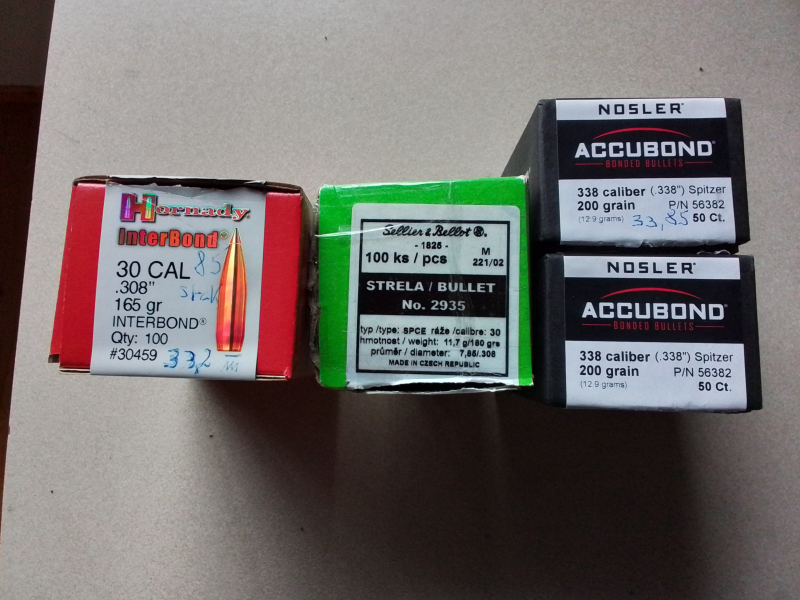 Hornady
InterBond®
30 CAL 85
.308"
165 gr
INTERBOND®
Qty: 100
#30459 33,2
Sellier & Bellot ®.
- 1825 -
100 ks / pcs
M
221/02
STRELA / BULLET
No. 2935
typ /type: SPCE ráže /calibre: 30
hmotnost / weight: 11,7 g/180 grs
průměr / diameter: 7,85/.308
MADE IN CZECH REPUBLIC
NOSLER®
ACCUBOND®
BONDED BULLETS
338 caliber (.338") Spitzer
200 grain P/N 56382
(12.9 grams) 33,85 50 Ct.
NOSLER®
ACCUBOND®
BONDED BULLETS
338 caliber (.338") Spitzer
200 grain P/N 56382
(12.9 grams) 50 Ct.